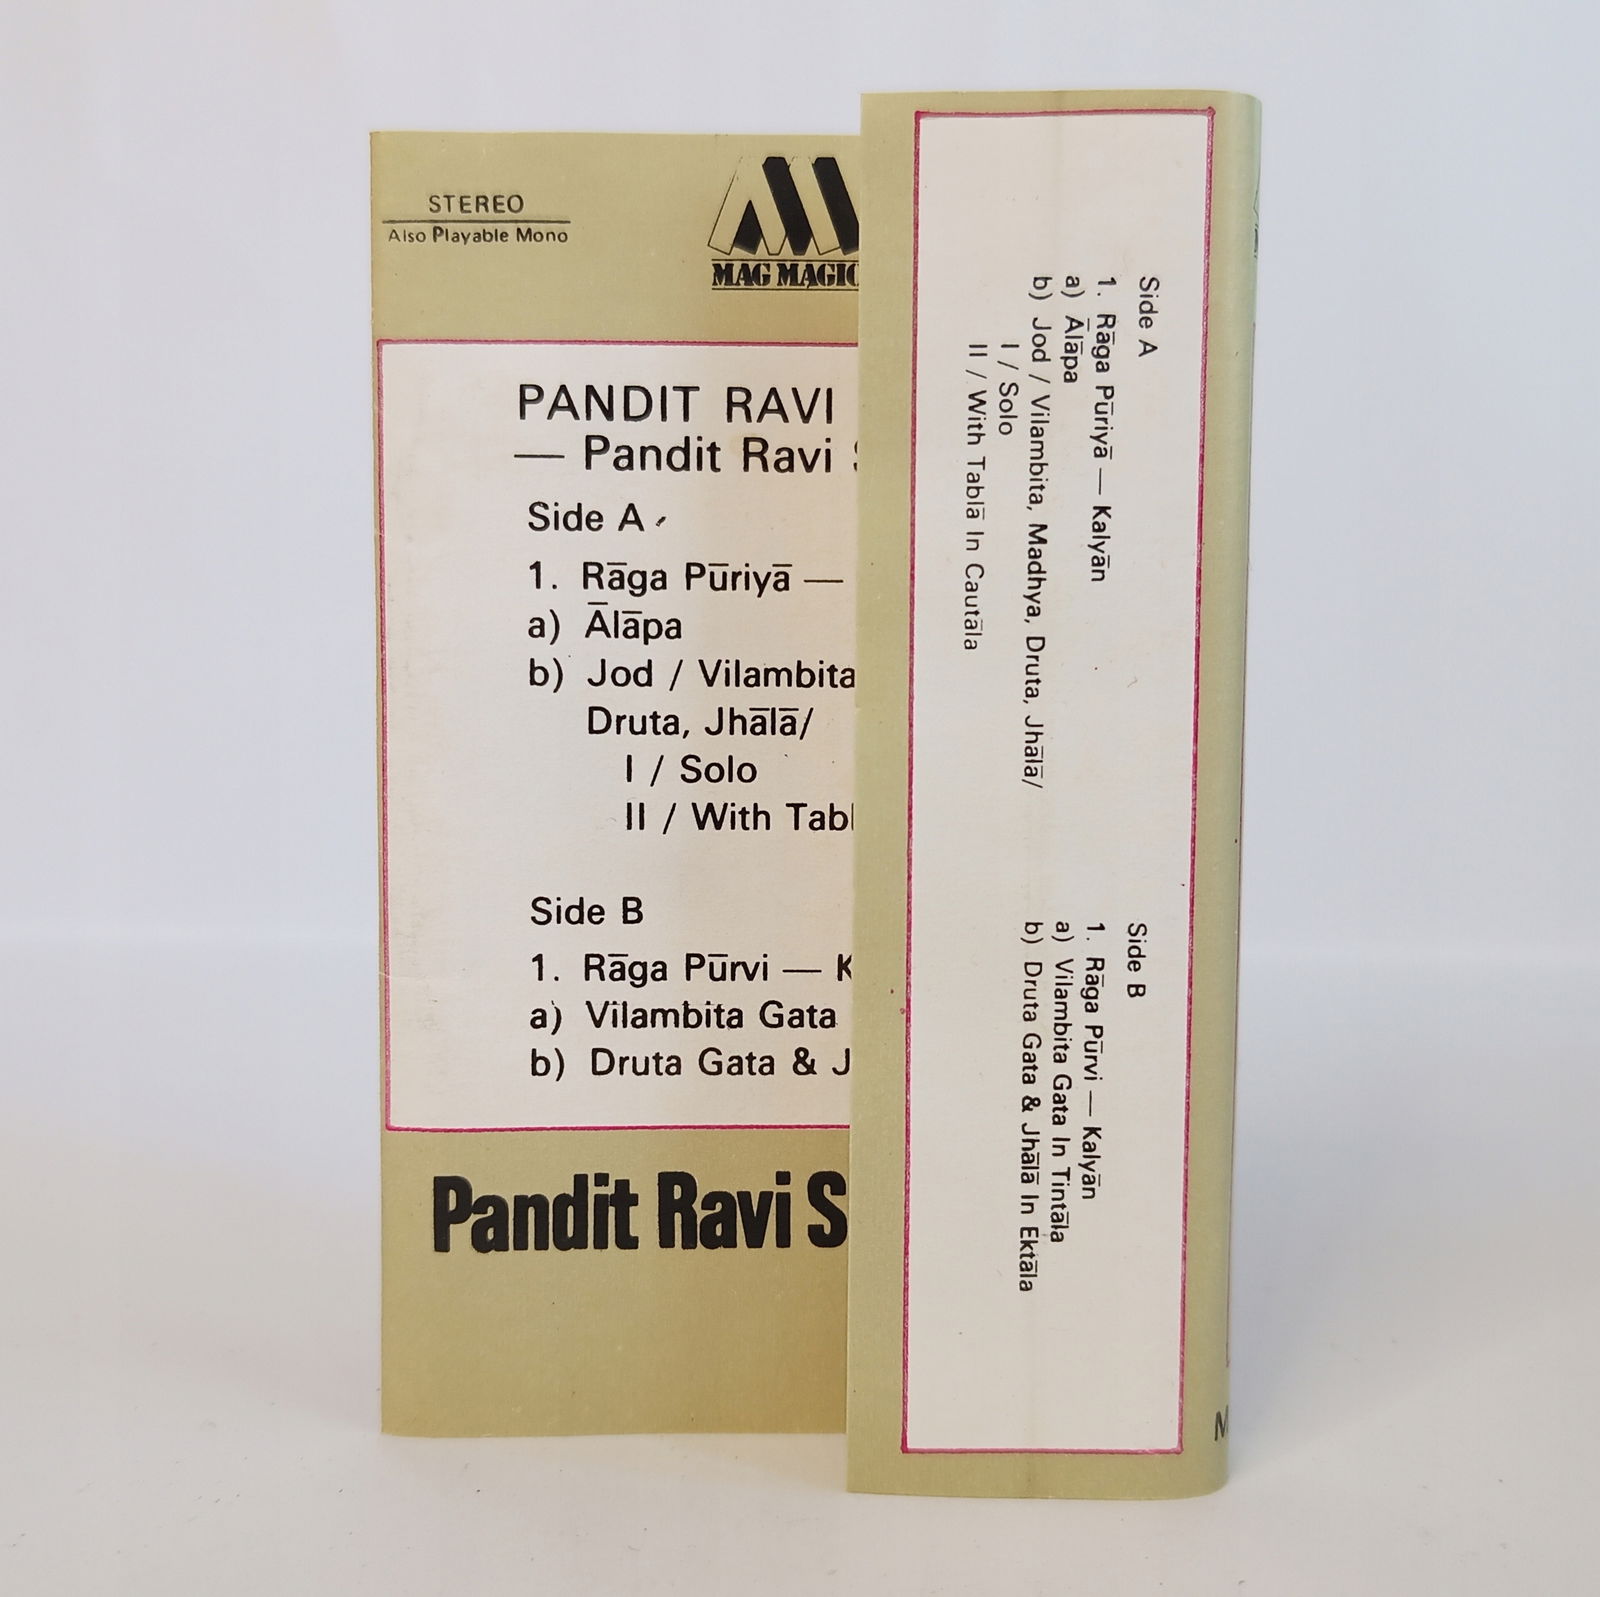 STEREO
Also Playable Mono
MAG MAGIC
PANDIT RAVI
— Pandit Ravi
Side A
1. Rāga Pūriyā —
a) Ālāpa
b) Jod / Vilambita
Druta, Jhālā/
I / Solo
II / With Tabl
Side B
1. Rāga Pūrvi — K
a) Vilambita Gata
b) Druta Gata & J
Pandit Ravi S
Side A
1. Rāga Pūriyā — Kalyān
a) Ālāpa
b) Jod / Vilambita, Madhya, Druta, Jhālā/
I / Solo
II / With Tablā In Cautāla
Side B
1. Rāga Pūrvi — Kalyān
a) Vilambita Gata In Tintāla
b) Druta Gata & Jhālā In Ektāla